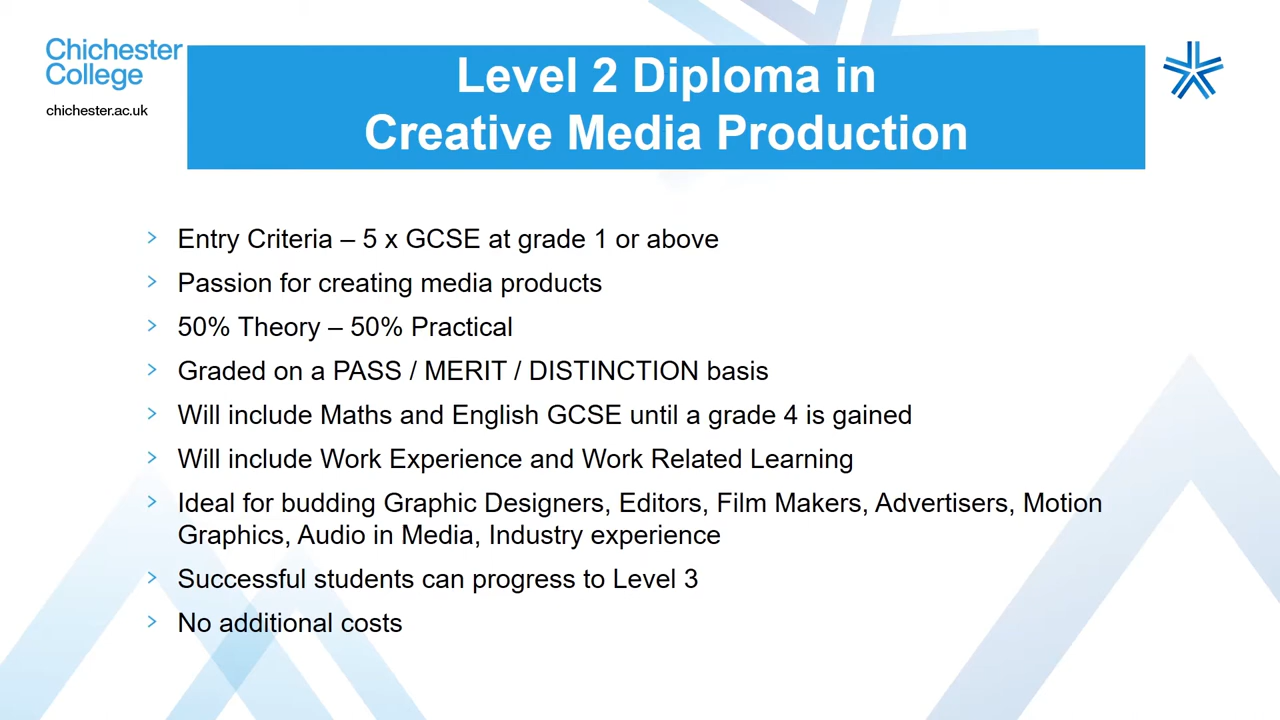 Chichester
College
chichester.ac.uk
Level 2 Diploma in
Creative Media Production
Entry Criteria – 5 x GCSE at grade 1 or above
Passion for creating media products
50% Theory – 50% Practical
Graded on a PASS / MERIT / DISTINCTION basis
Will include Maths and English GCSE until a grade 4 is gained
Will include Work Experience and Work Related Learning
Ideal for budding Graphic Designers, Editors, Film Makers, Advertisers, Motion
Graphics, Audio in Media, Industry experience
Successful students can progress to Level 3
No additional costs